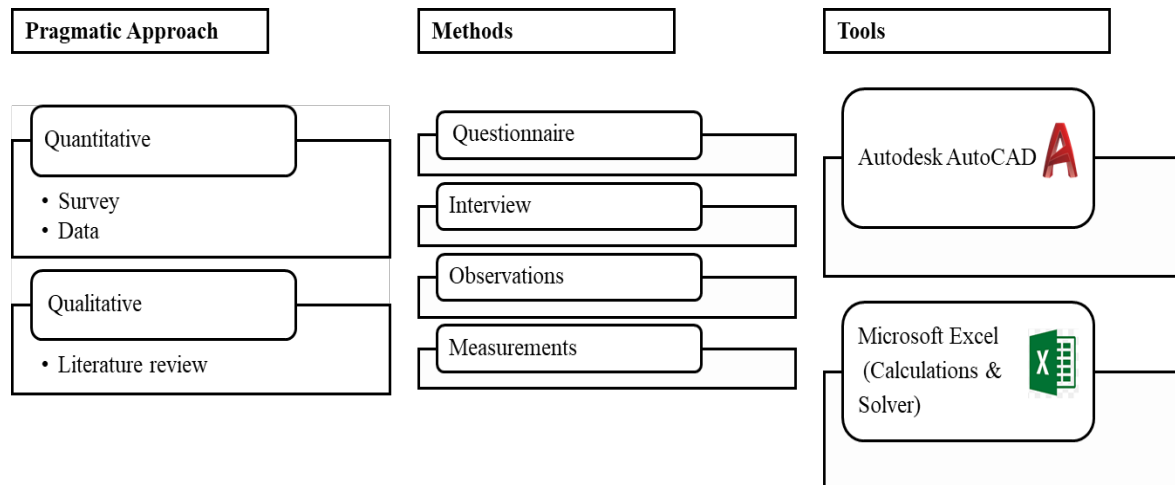 Pragmatic Approach
Quantitative
• Survey
• Data
Qualitative
• Literature review
Methods
Questionnaire
Interview
Observations
Measurements
Tools
Autodesk AutoCAD
Microsoft Excel
(Calculations &
Solver)
X